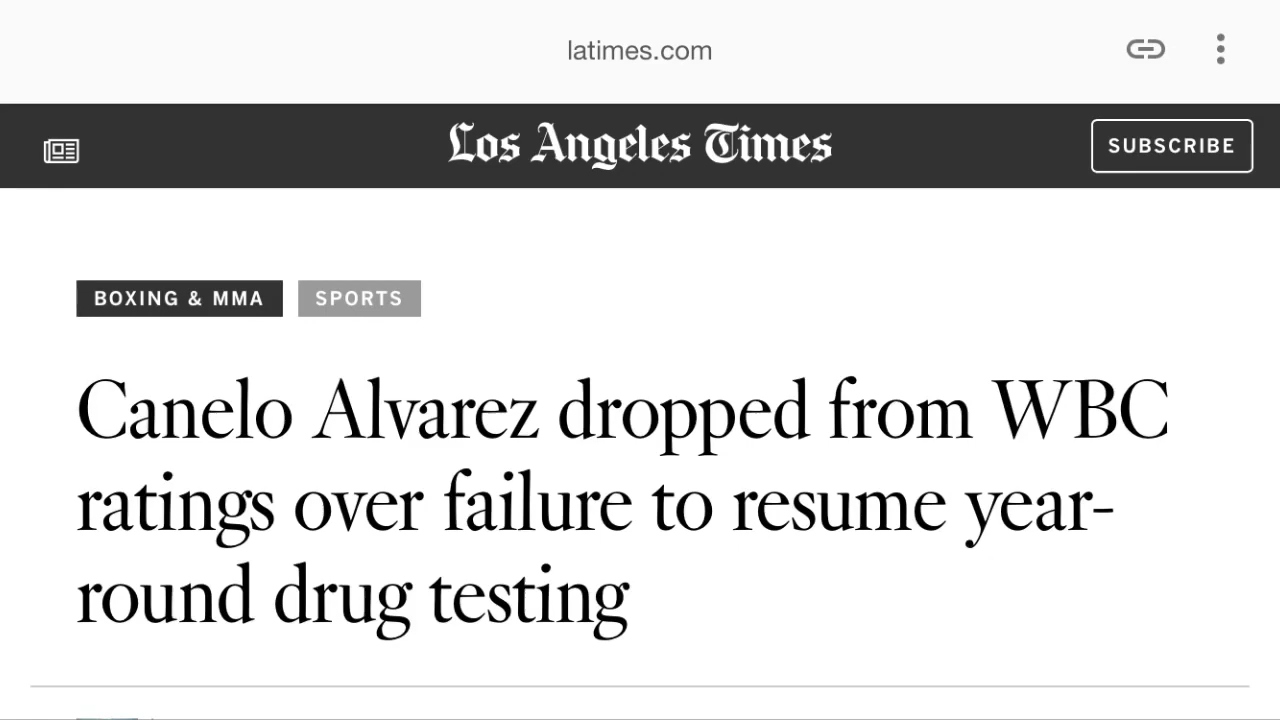 latimes.com
Los Angeles Times
SUBSCRIBE
BOXING & MMA
SPORTS
Canelo Alvarez dropped from WBC
ratings over failure to resume year-
round drug testing